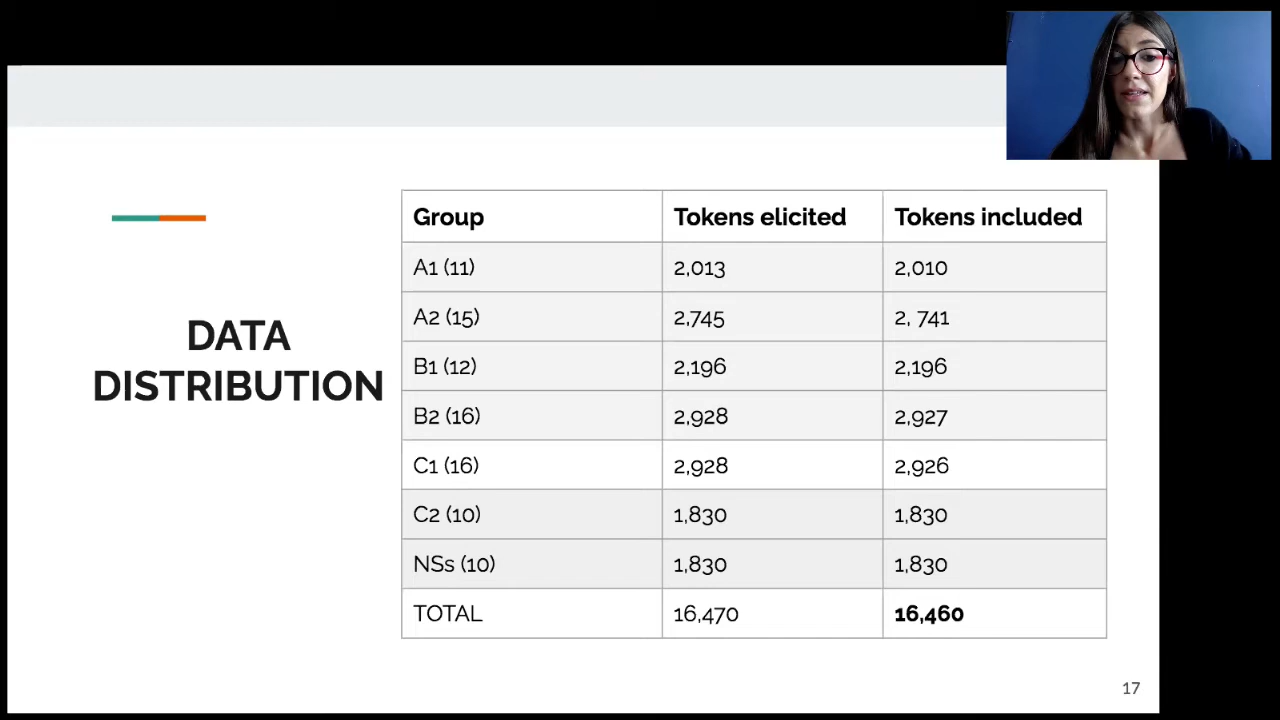 DATA
DISTRIBUTION
Group Tokens elicited Tokens included
A1 (11) 2,013 2,010
A2 (15) 2,745 2, 741
B1 (12) 2,196 2,196
B2 (16) 2,928 2,927
C1 (16) 2,928 2,926
C2 (10) 1,830 1,830
NSs (10) 1,830 1,830
TOTAL 16,470 16,460
17